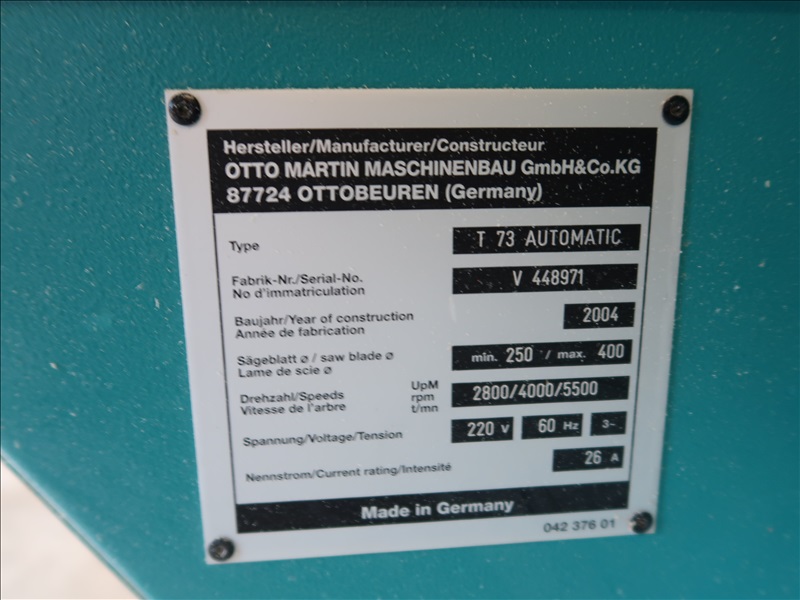 Hersteller/Manufacturer/Constructeur
OTTO MARTIN MASCHINENBAU GmbH&Co.KG
87724 OTTOBEUREN (Germany)
Type T 73 AUTOMATIC
Fabrik-Nr./Serial-No. V 448971
No d'immatriculation
Baujahr/Year of construction 2004
Année de fabrication
Sägeblatt ø / saw blade ø min. 250 / max. 400
Lame de scie ø
Drehzahl/Speeds UpM 2800/4000/5500
rpm
Vitesse de l'arbre t/mn
Spannung/Voltage/Tension 220 V 60 Hz 3~
Nennstrom/Current rating/Intensité 26 A
Made in Germany
042 376 01